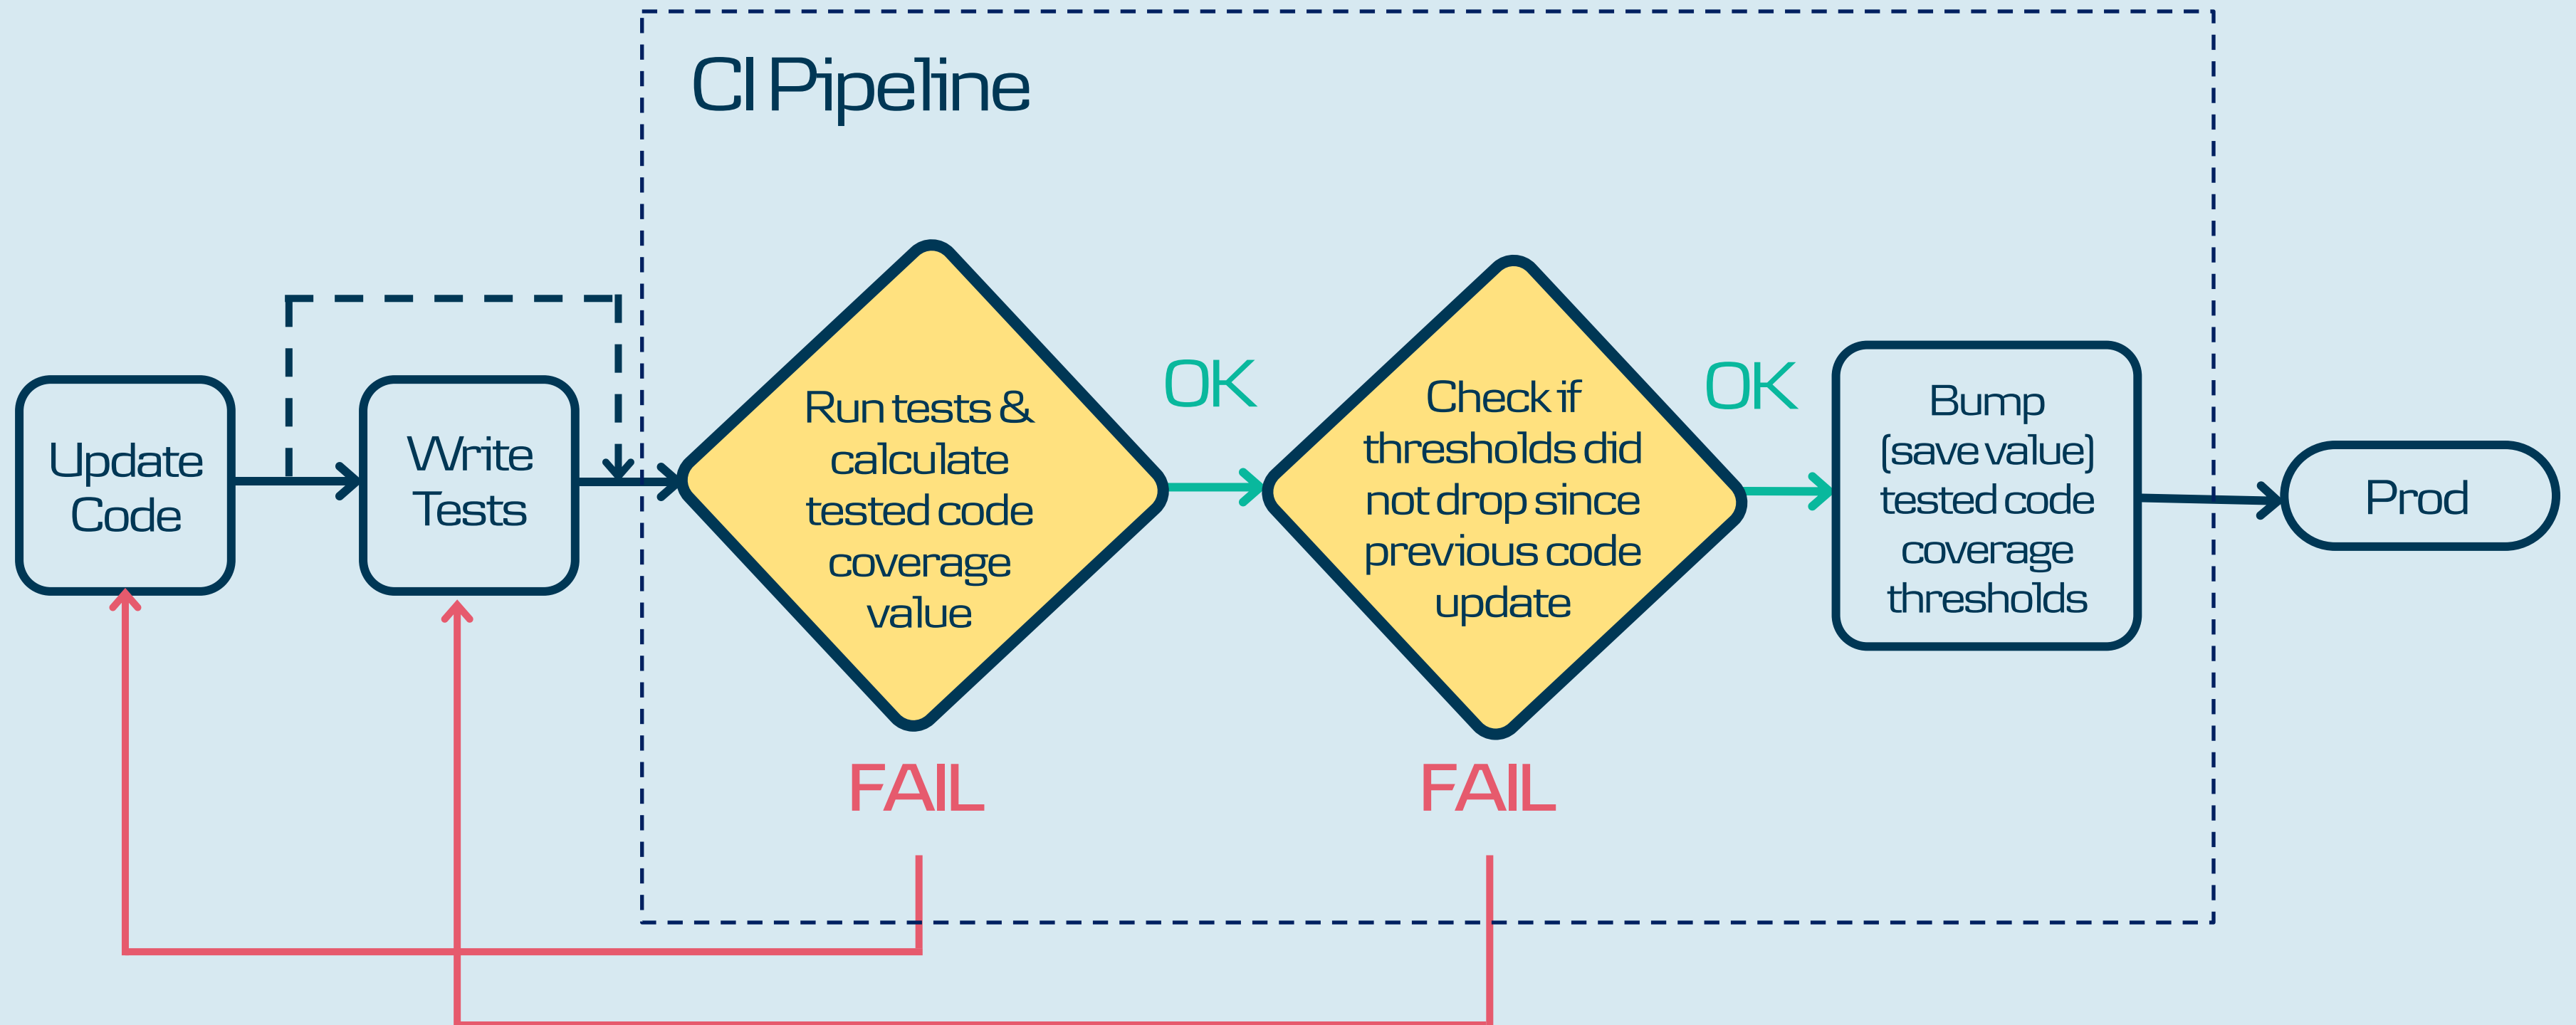 CI Pipeline
Update
Code
Write
Tests
Run tests &
calculate
tested code
coverage
value
OK
FAIL
Check if
thresholds did
not drop since
previous code
update
OK
FAIL
Bump
(save value)
tested code
coverage
thresholds
Prod